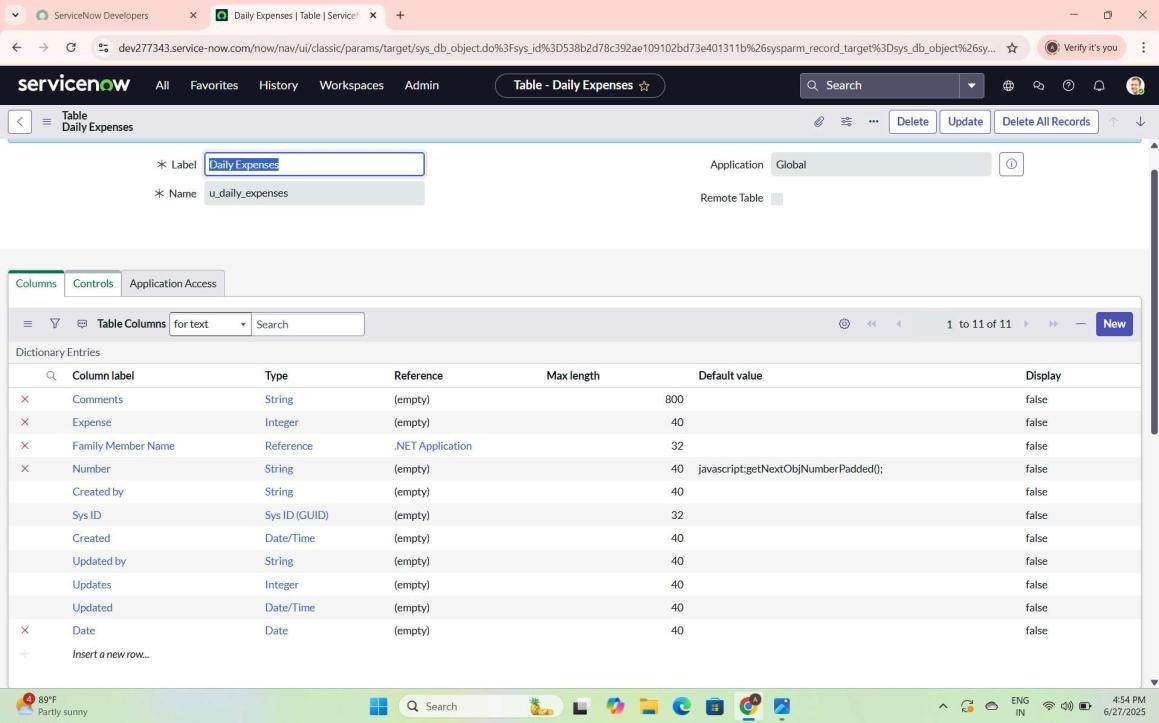 ServiceNow Developers
Daily Expenses | Table | ServiceN
dev277343.service-now.com/now/nav/ui/classic/params/target/sys_db_object.do%3Fsys_id%3D538b2d78c392ae109102bd73e401311b%26sysparm_record_target%3Dsys_db_object%26sy...
Verify it's you
servicenow All Favorites History Workspaces Admin
Table - Daily Expenses
Search
Table
Daily Expenses
Delete Update Delete All Records
Label Daily Expenses Application Global
Name u_daily_expenses Remote Table
Columns Controls Application Access
Table Columns for text Search 1 to 11 of 11 New
Dictionary Entries
Column label Type Reference Max length Default value Display
Comments String (empty) 800 false
Expense Integer (empty) 40 false
Family Member Name Reference .NET Application 32 false
Number String (empty) 40 javascript:getNextObjNumberPadded(); false
Created by String (empty) 40 false
Sys ID Sys ID (GUID) (empty) 32 false
Created Date/Time (empty) 40 false
Updated by String (empty) 40 false
Updates Integer (empty) 40 false
Updated Date/Time (empty) 40 false
Date Date (empty) 40 false
Insert a new row...
4
89°F
Partly sunny
Search
ENG
IN
4:54 PM
6/27/2025